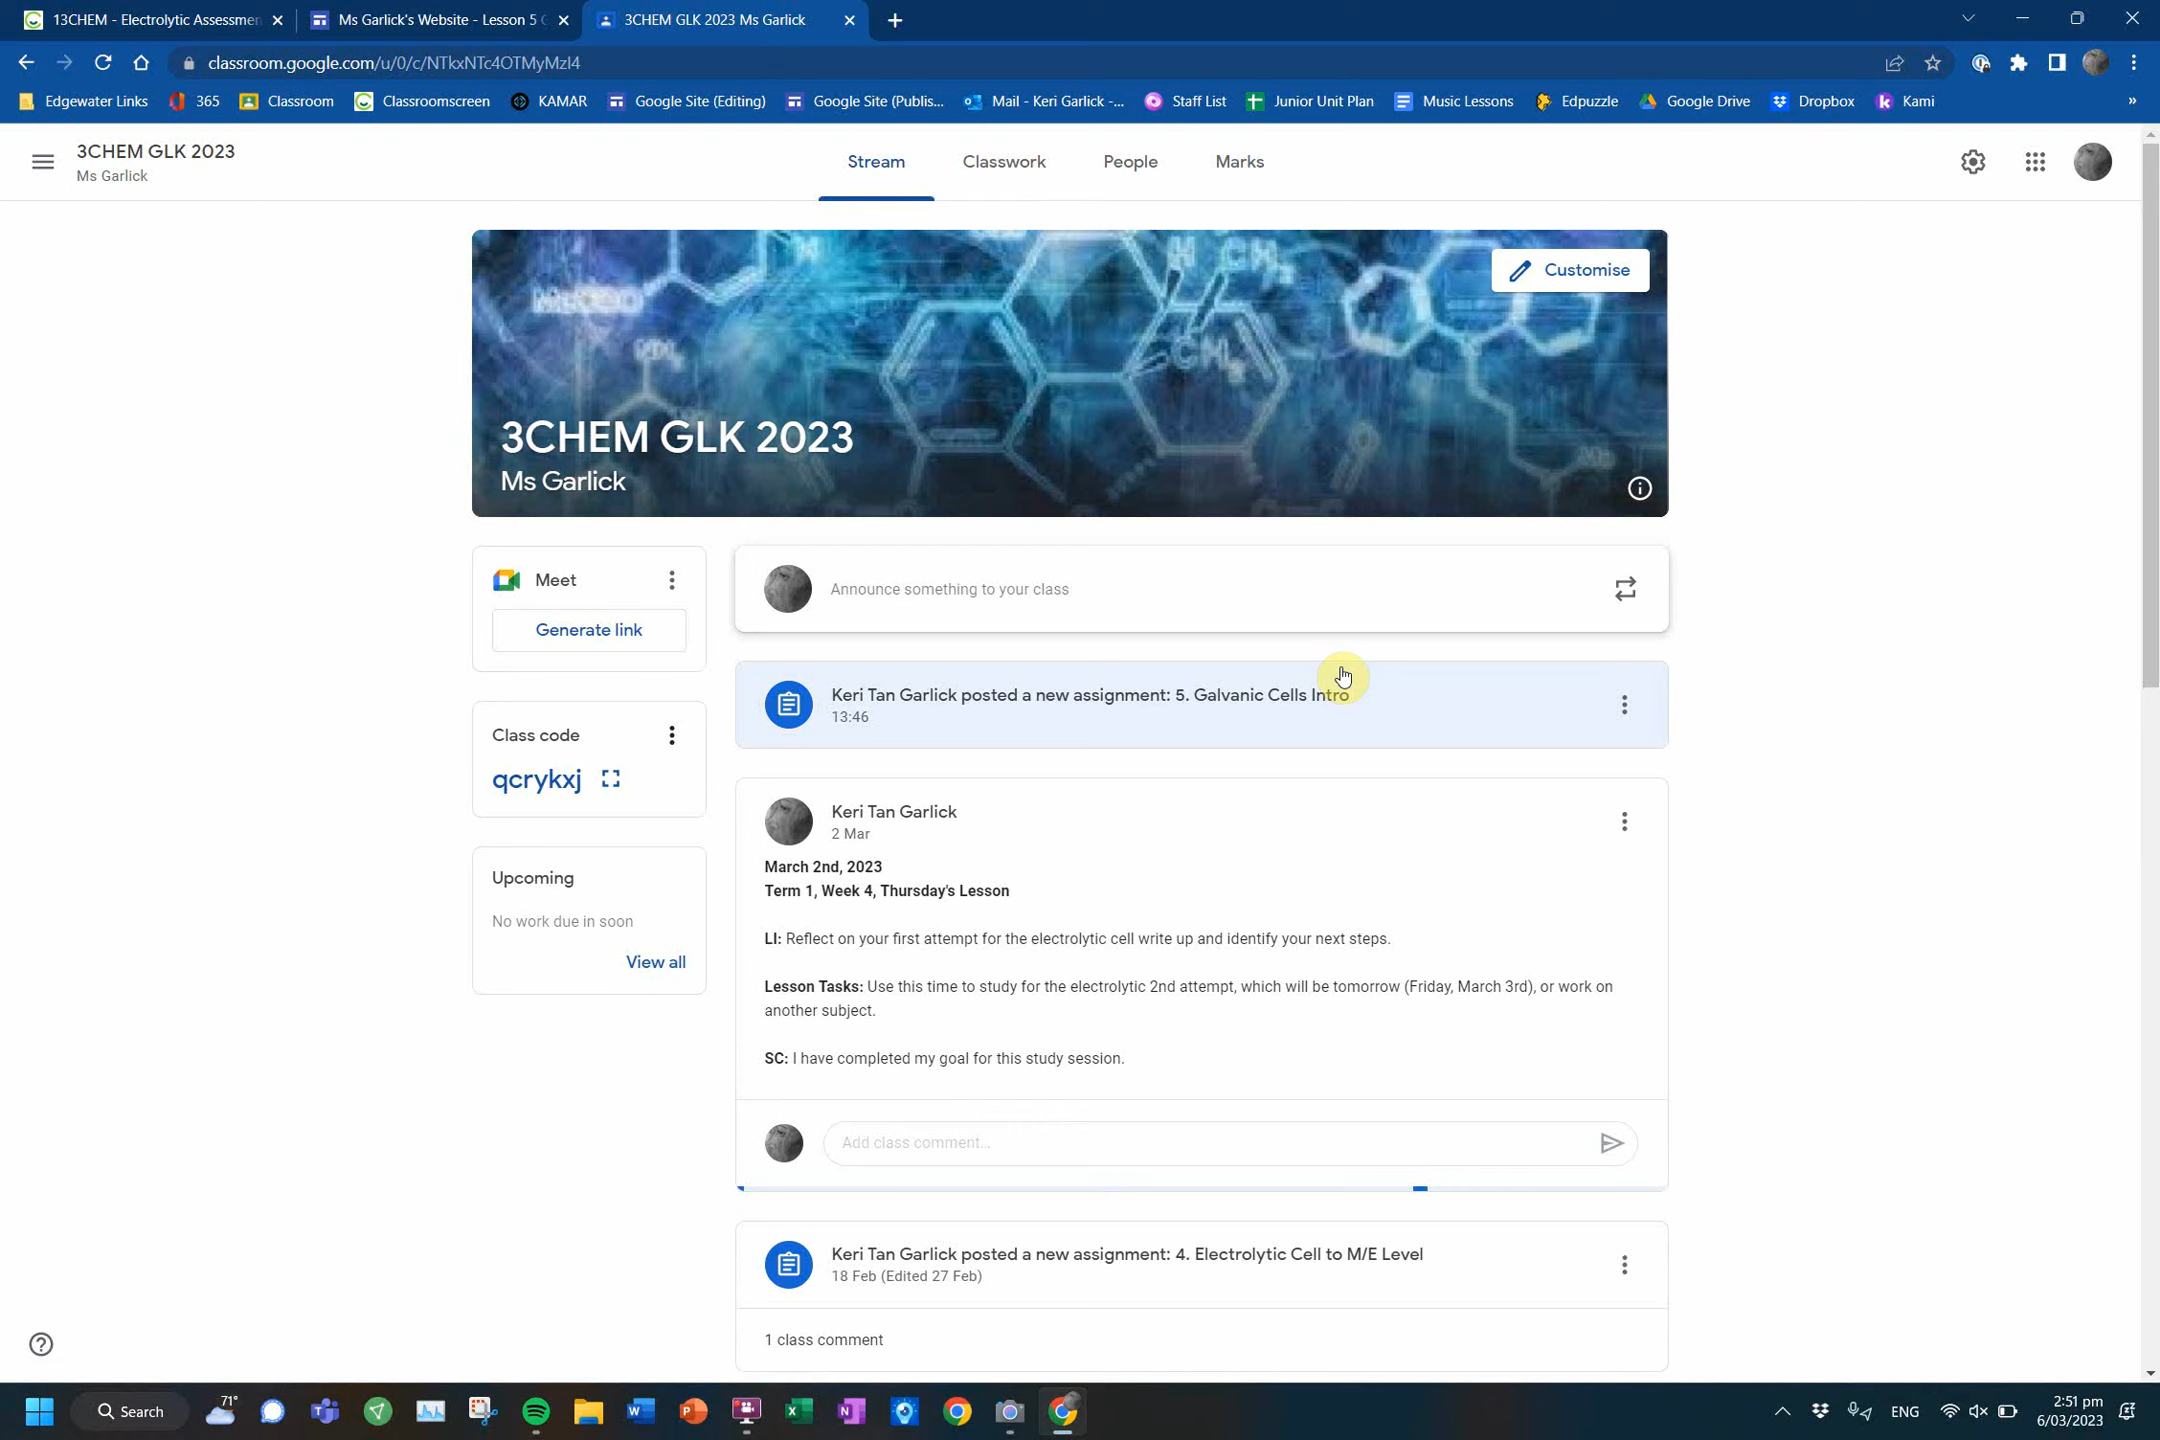 13CHEM - Electrolytic Assessmen
Ms Garlick's Website - Lesson 5 G
3CHEM GLK 2023 Ms Garlick
classroom.google.com/u/0/c/NTkxNTc4OTMyMzI4
Edgewater Links
365
Classroom
Classroomscreen
KAMAR
Google Site (Editing)
Google Site (Publis...
Mail - Keri Garlick -...
Staff List
Junior Unit Plan
Music Lessons
Edpuzzle
Google Drive
Dropbox
Kami
»
3CHEM GLK 2023
Ms Garlick
Stream
Classwork
People
Marks
Customise
3CHEM GLK 2023
Ms Garlick
Meet
Generate link
Class code
qcrykxj
Upcoming
No work due in soon
View all
Announce something to your class
Keri Tan Garlick posted a new assignment: 5. Galvanic Cells Intro
13:46
Keri Tan Garlick
2 Mar
March 2nd, 2023
Term 1, Week 4, Thursday's Lesson
LI: Reflect on your first attempt for the electrolytic cell write up and identify your next steps.
Lesson Tasks: Use this time to study for the electrolytic 2nd attempt, which will be tomorrow (Friday, March 3rd), or work on
another subject.
SC: I have completed my goal for this study session.
Add class comment...
Keri Tan Garlick posted a new assignment: 4. Electrolytic Cell to M/E Level
18 Feb (Edited 27 Feb)
1 class comment
Search
71°
ENG
2:51 pm
6/03/2023